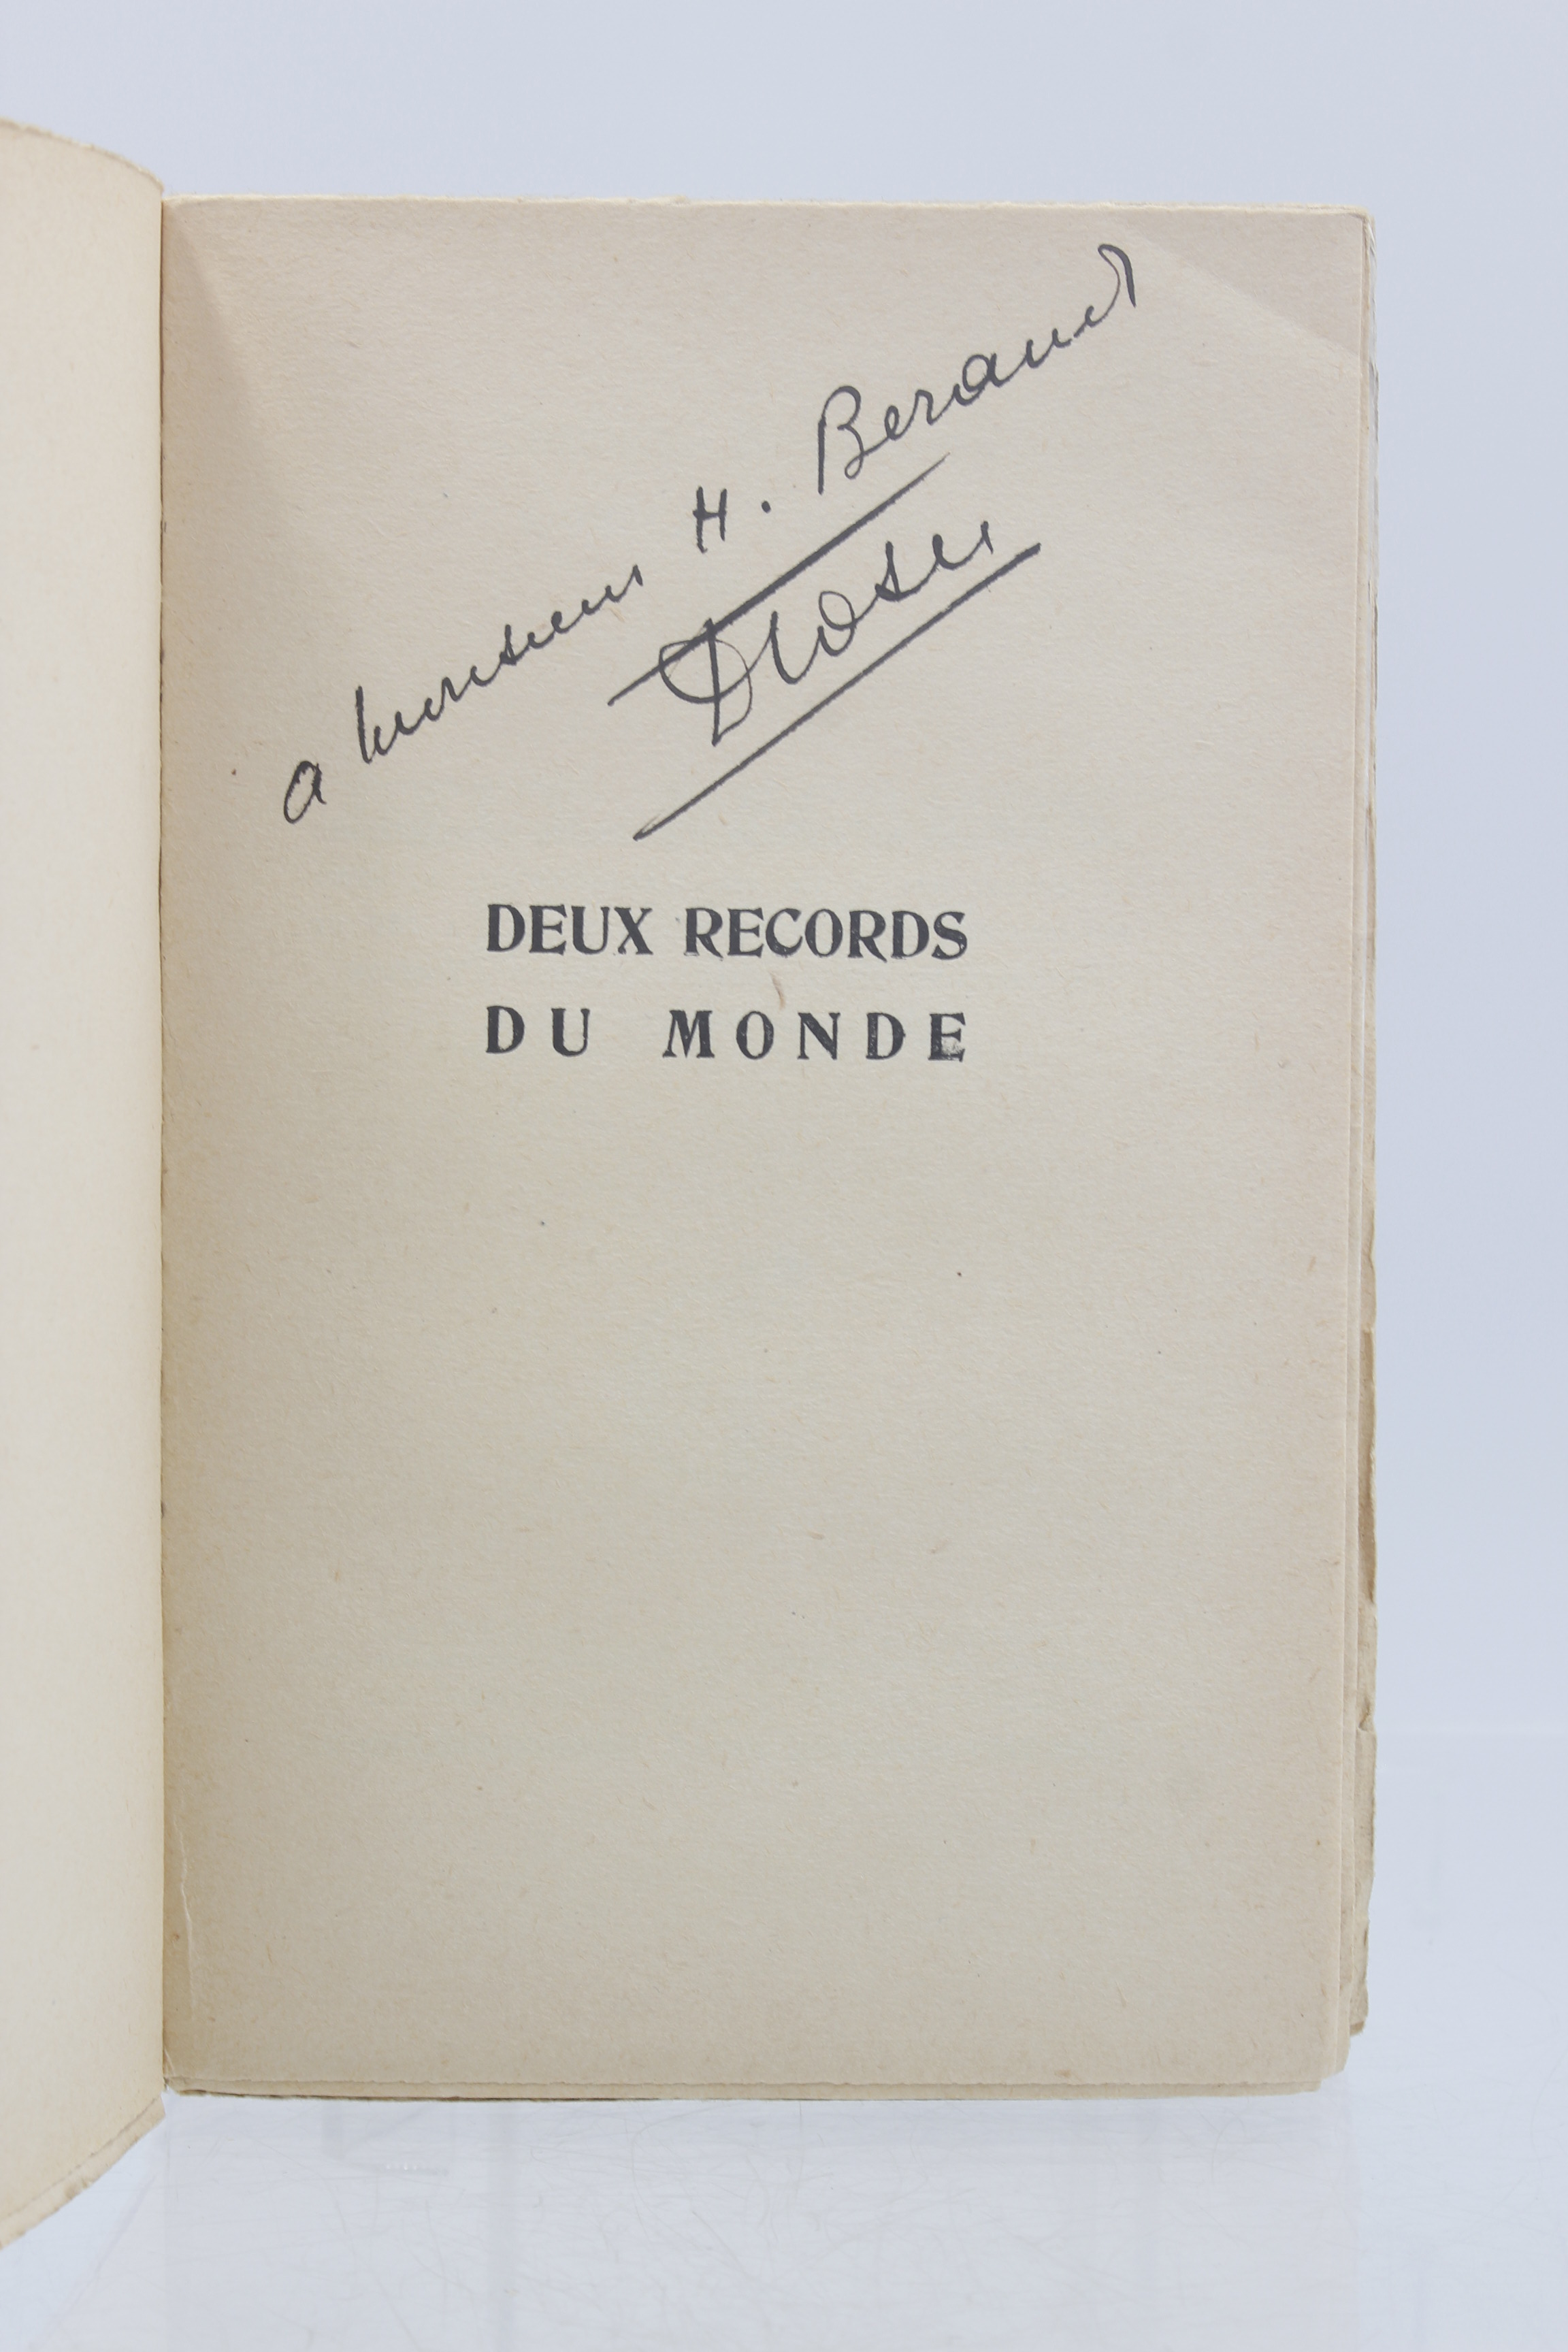 a monsieur H. Beraud
DEUX RECORDS
DU MONDE